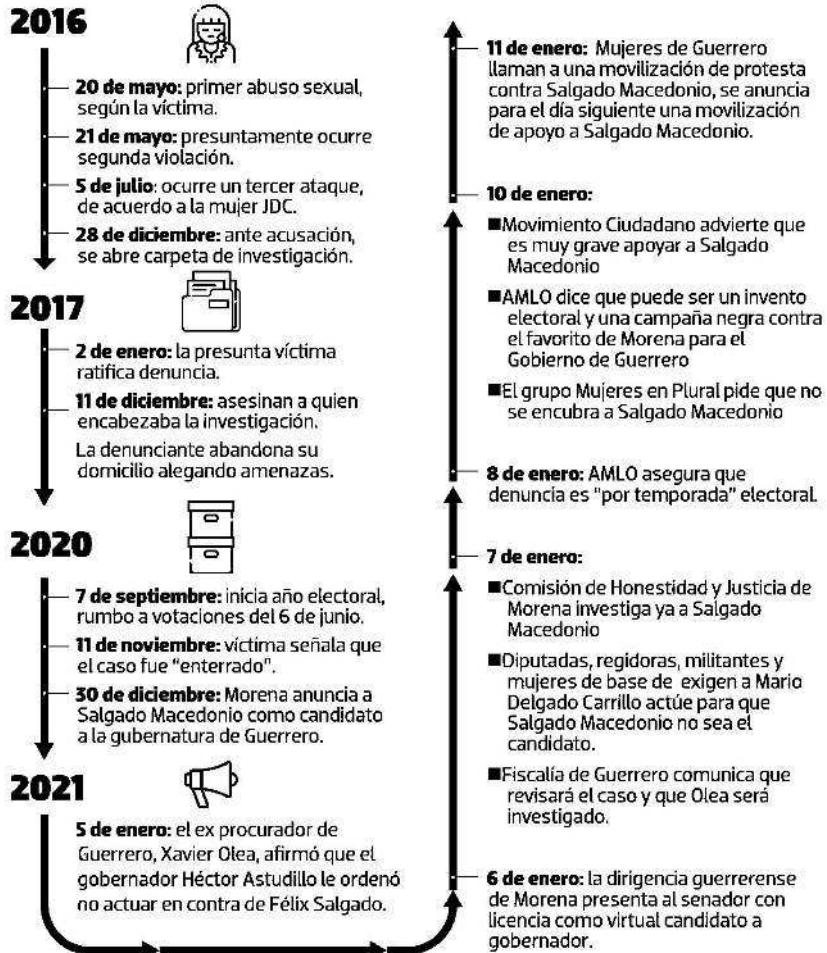 2016
20 de mayo: primer abuso sexual,
según la víctima.
21 de mayo: presuntamente ocurre
segunda violación.
5 de julio: ocurre un tercer ataque,
de acuerdo a la mujer JDC.
28 de diciembre: ante acusación,
se abre carpeta de investigación.
2017
2 de enero: la presunta víctima
ratifica denuncia.
11 de diciembre: asesinan a quien
encabezaba la investigación.
La denunciante abandona su
domicilio alegando amenazas.
2020
7 de septiembre: inicia año electoral,
rumbo a votaciones del 6 de junio.
11 de noviembre: víctima señala que
el caso fue "enterrado".
30 de diciembre: Morena anuncia a
Salgado Macedonio como candidato
a la gubernatura de Guerrero.
2021
5 de enero: el ex procurador de
Guerrero, Xavier Olea, afirmó que el
gobernador Héctor Astudillo le ordenó
no actuar en contra de Félix Salgado.
6 de enero: la dirigencia guerrerense
de Morena presenta al senador con
licencia como virtual candidato a
gobernador.
7 de enero:
■Comisión de Honestidad y Justicia de
Morena investiga ya a Salgado
Macedonio
■Diputadas, regidoras, militantes y
mujeres de base de exigen a Mario
Delgado Carrillo actúe para que
Salgado Macedonio no sea el
candidato.
■Fiscalía de Guerrero comunica que
revisará el caso y que Olea será
investigado.
8 de enero: AMLO asegura que
denuncia es "por temporada" electoral.
10 de enero:
■Movimiento Ciudadano advierte que
es muy grave apoyar a Salgado
Macedonio
■AMLO dice que puede ser un invento
electoral y una campaña negra contra
el favorito de Morena para el
Gobierno de Guerrero
■El grupo Mujeres en Plural pide que no
se encubra a Salgado Macedonio
11 de enero: Mujeres de Guerrero
llaman a una movilización de protesta
contra Salgado Macedonio, se anuncia
para el día siguiente una movilización
de apoyo a Salgado Macedonio.